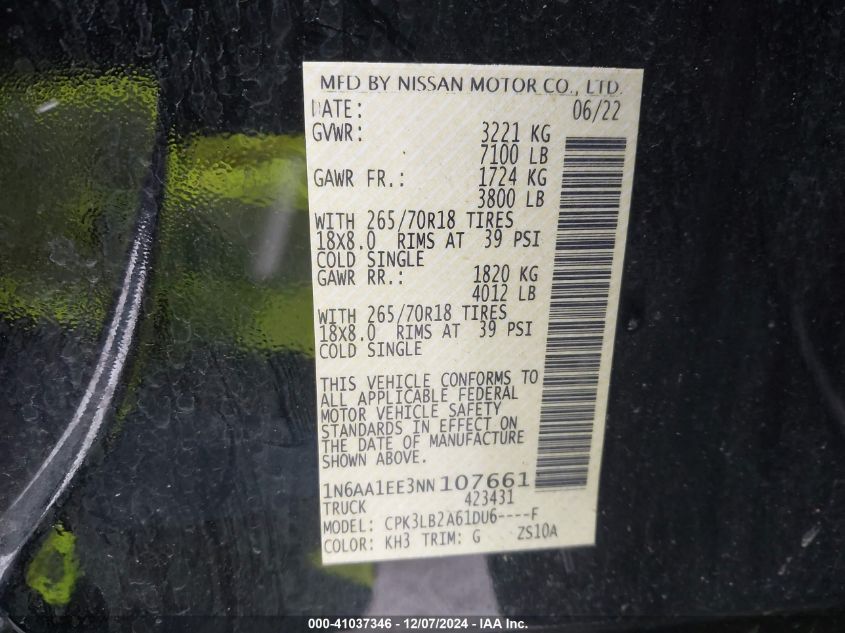 MFD BY NISSAN MOTOR CO., LTD.
DATE: 06/22
GVWR: 3221 KG
7100 LB
GAWR FR.: 1724 KG
3800 LB
WITH 265/70R18 TIRES
18X8.0 RIMS AT 39 PSI
COLD SINGLE
GAWR RR.: 1820 KG
4012 LB
WITH 265/70R18 TIRES
18X8.0 RIMS AT 39 PSI
COLD SINGLE
THIS VEHICLE CONFORMS TO
ALL APPLICABLE FEDERAL
MOTOR VEHICLE SAFETY
STANDARDS IN EFFECT ON
THE DATE OF MANUFACTURE
SHOWN ABOVE.
1N6AA1EE3NN107661
TRUCK 423431
MODEL: CPK3LB2A61DU6----F
COLOR: KH3 TRIM: G ZS10A
000-41037346 - 12/07/2024 - IAA Inc.